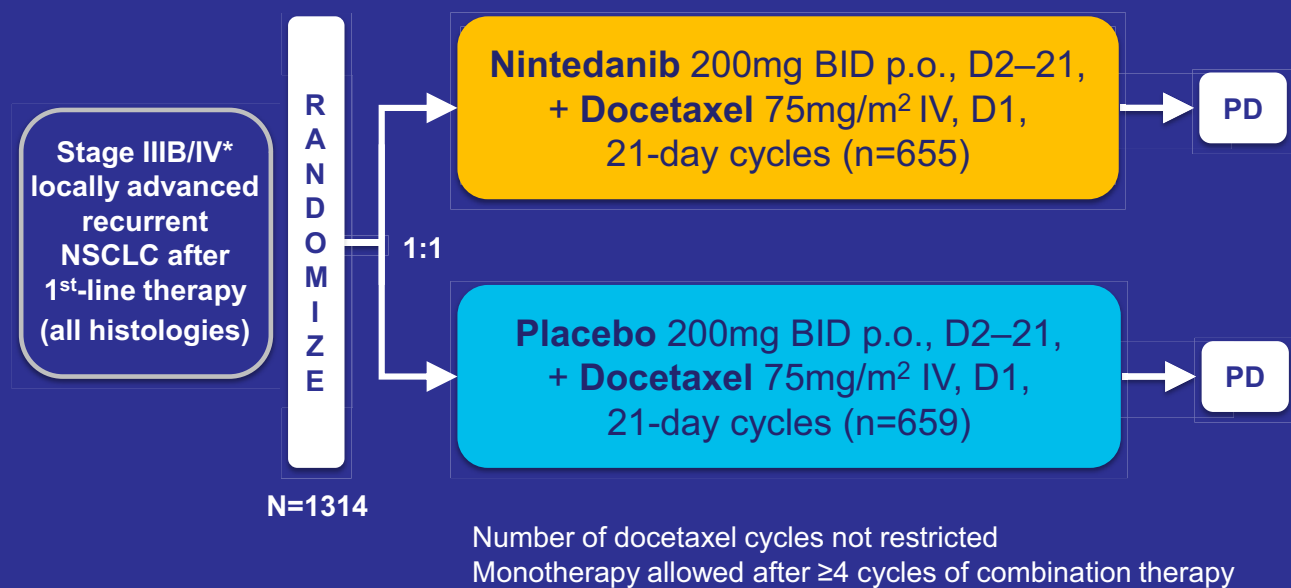 Stage IIIB/IV*
locally advanced
recurrent
NSCLC after
1st-line therapy
(all histologies)
R
A
N
D
O
M
I
Z
E
N=1314
1:1
Nintedanib 200mg BID p.o., D2–21,
+ Docetaxel 75mg/m² IV, D1,
21-day cycles (n=655)
PD
Placebo 200mg BID p.o., D2–21,
+ Docetaxel 75mg/m² IV, D1,
21-day cycles (n=659)
PD
Number of docetaxel cycles not restricted
Monotherapy allowed after ≥4 cycles of combination therapy